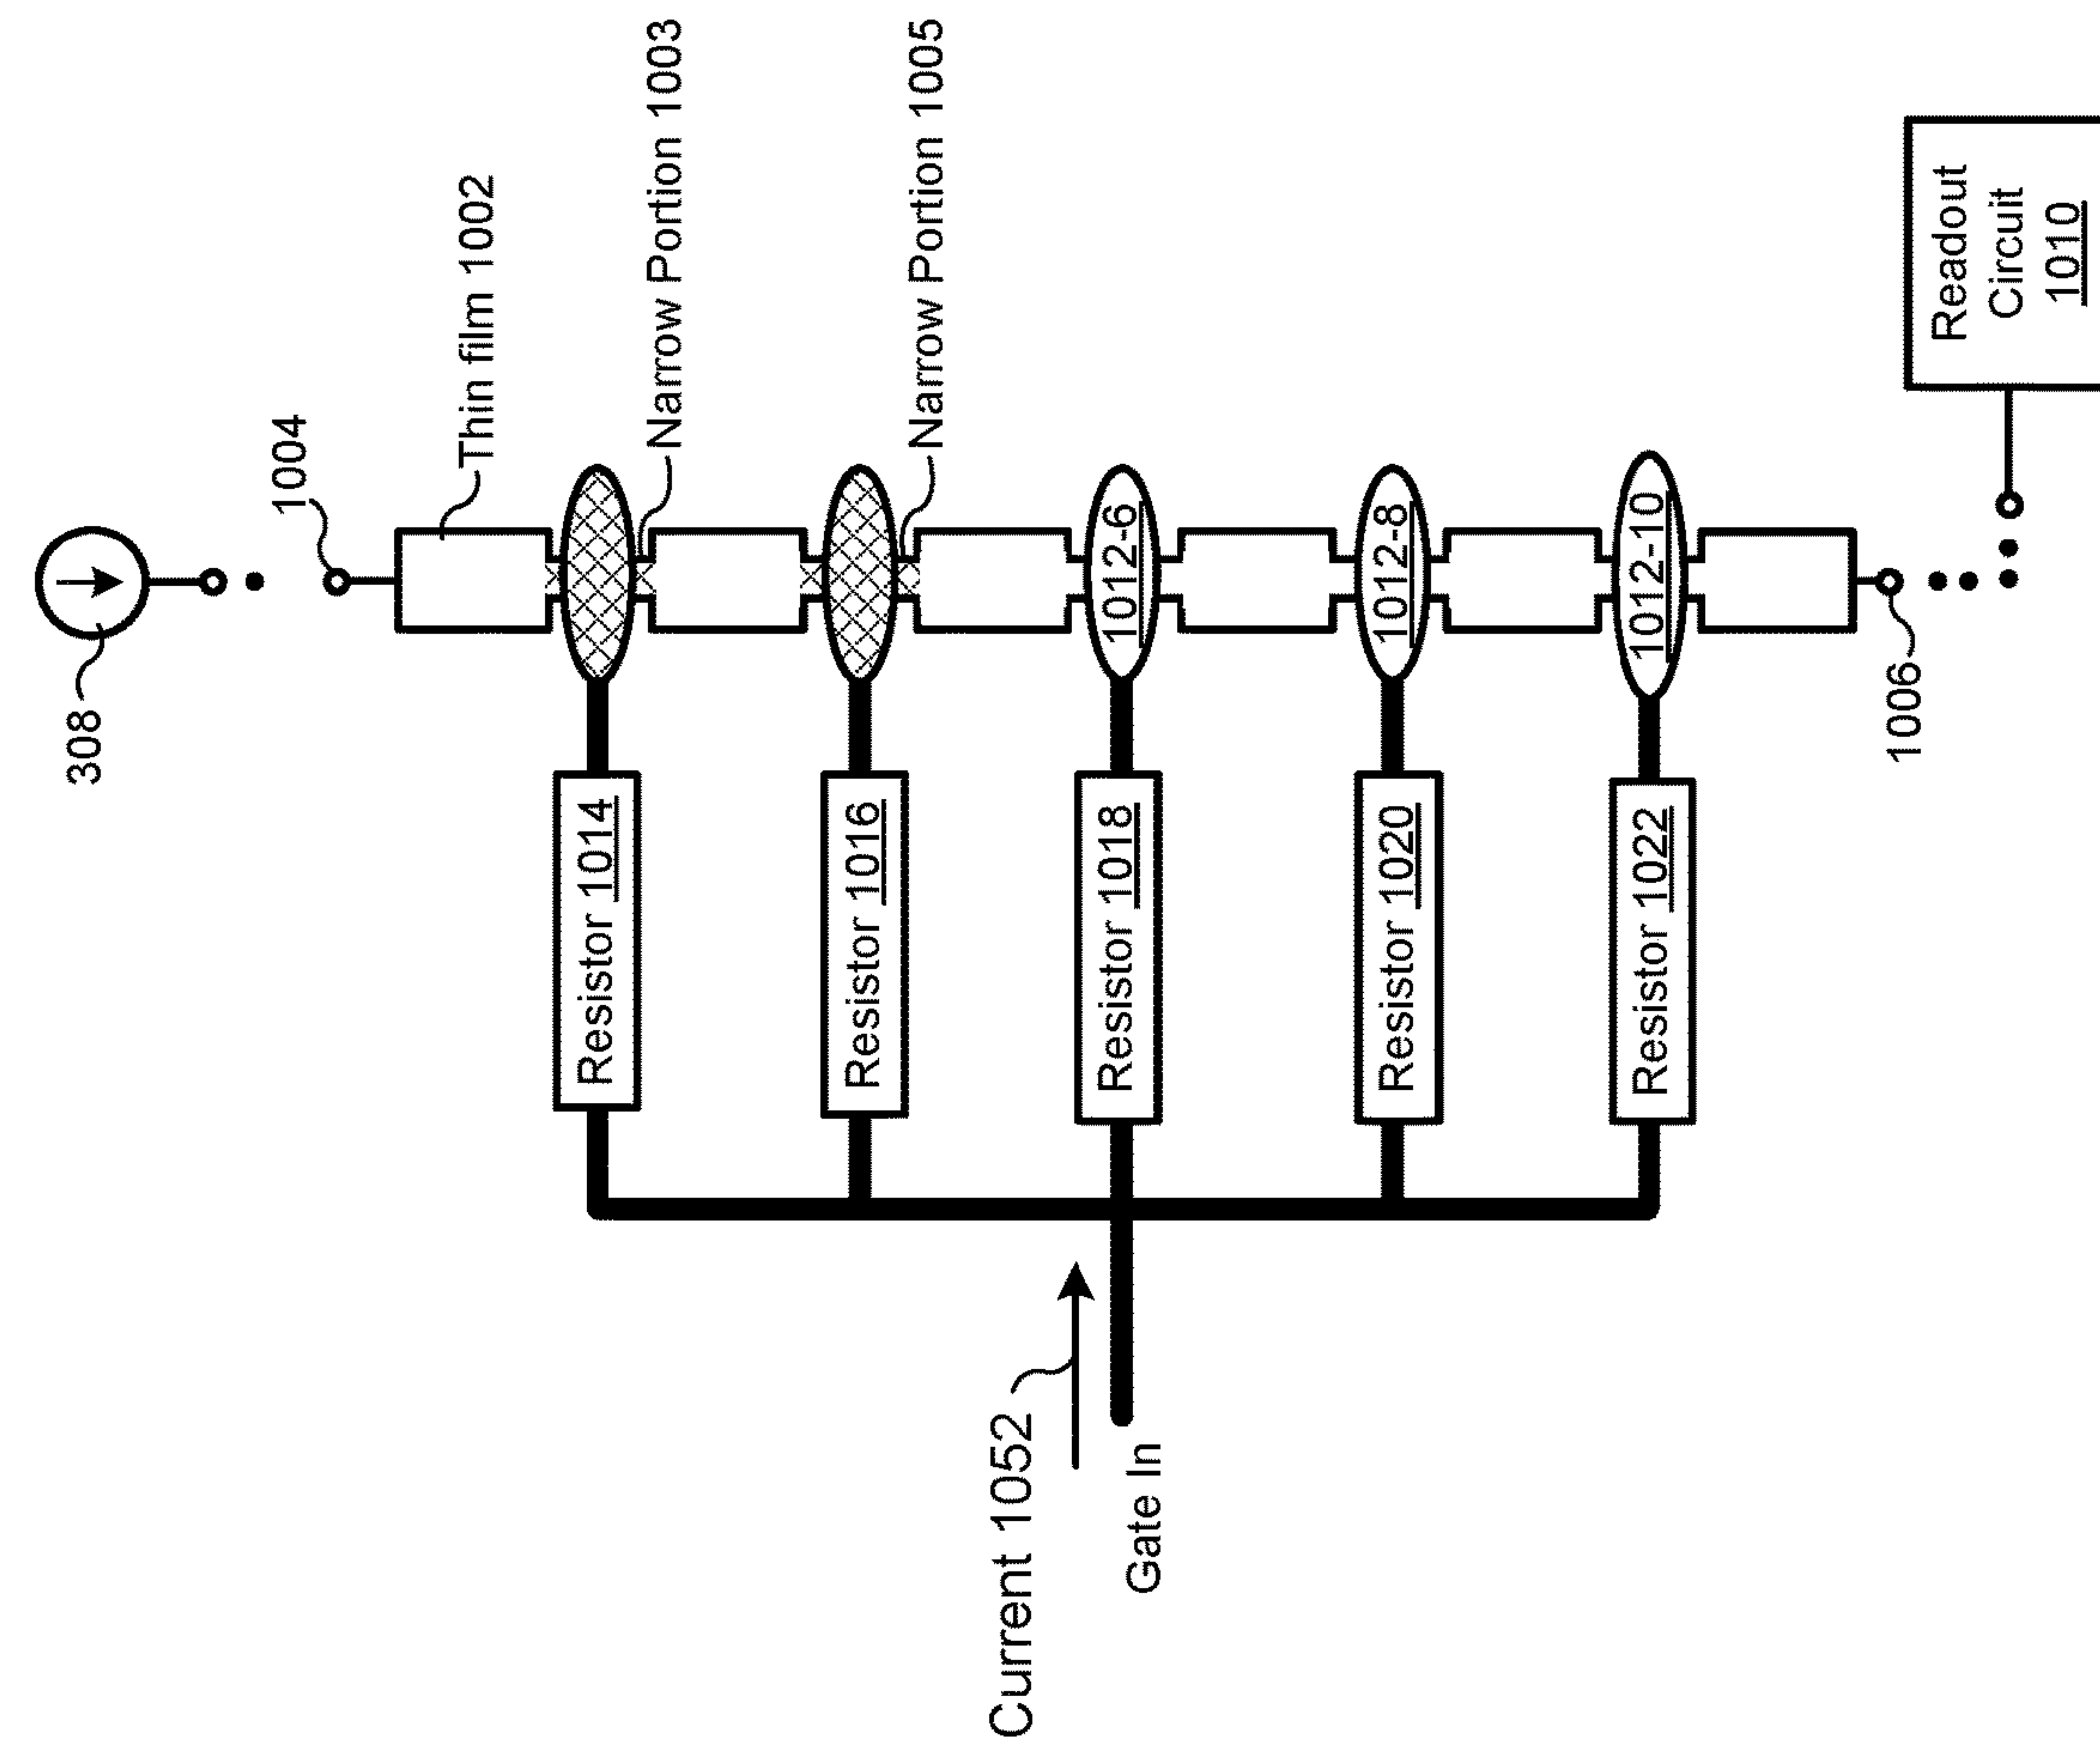 308
1004
Thin film 1002
Narrow Portion 1003
Narrow Portion 1005
1012-6
1012-8
1012-10
1006
Readout
Circuit
1010
Resistor 1014
Resistor 1016
Resistor 1018
Resistor 1020
Resistor 1022
Current 1052
Gate In